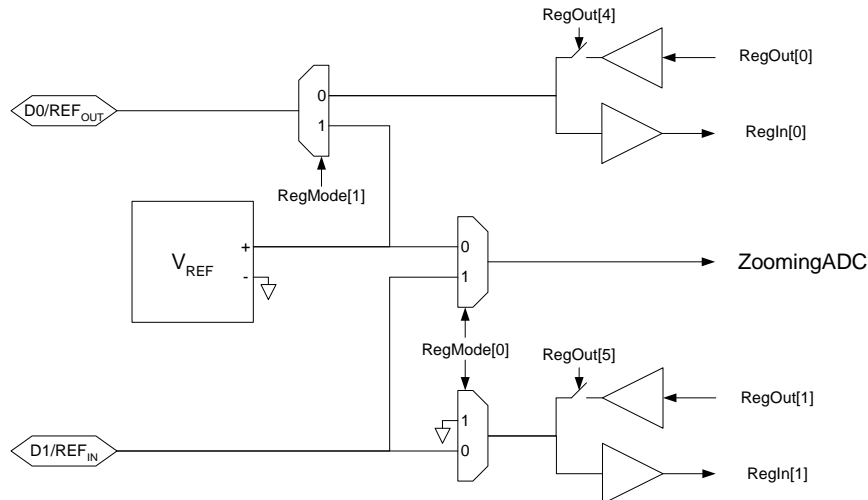 RegOut[4]
RegOut[0]
0
D0/REF_OUT
1
RegIn[0]
RegMode[1]
+
0
V_REF
ZoomingADC
-
1
RegMode[0]
RegOut[5]
RegOut[1]
1
D1/REF_IN
0
RegIn[1]